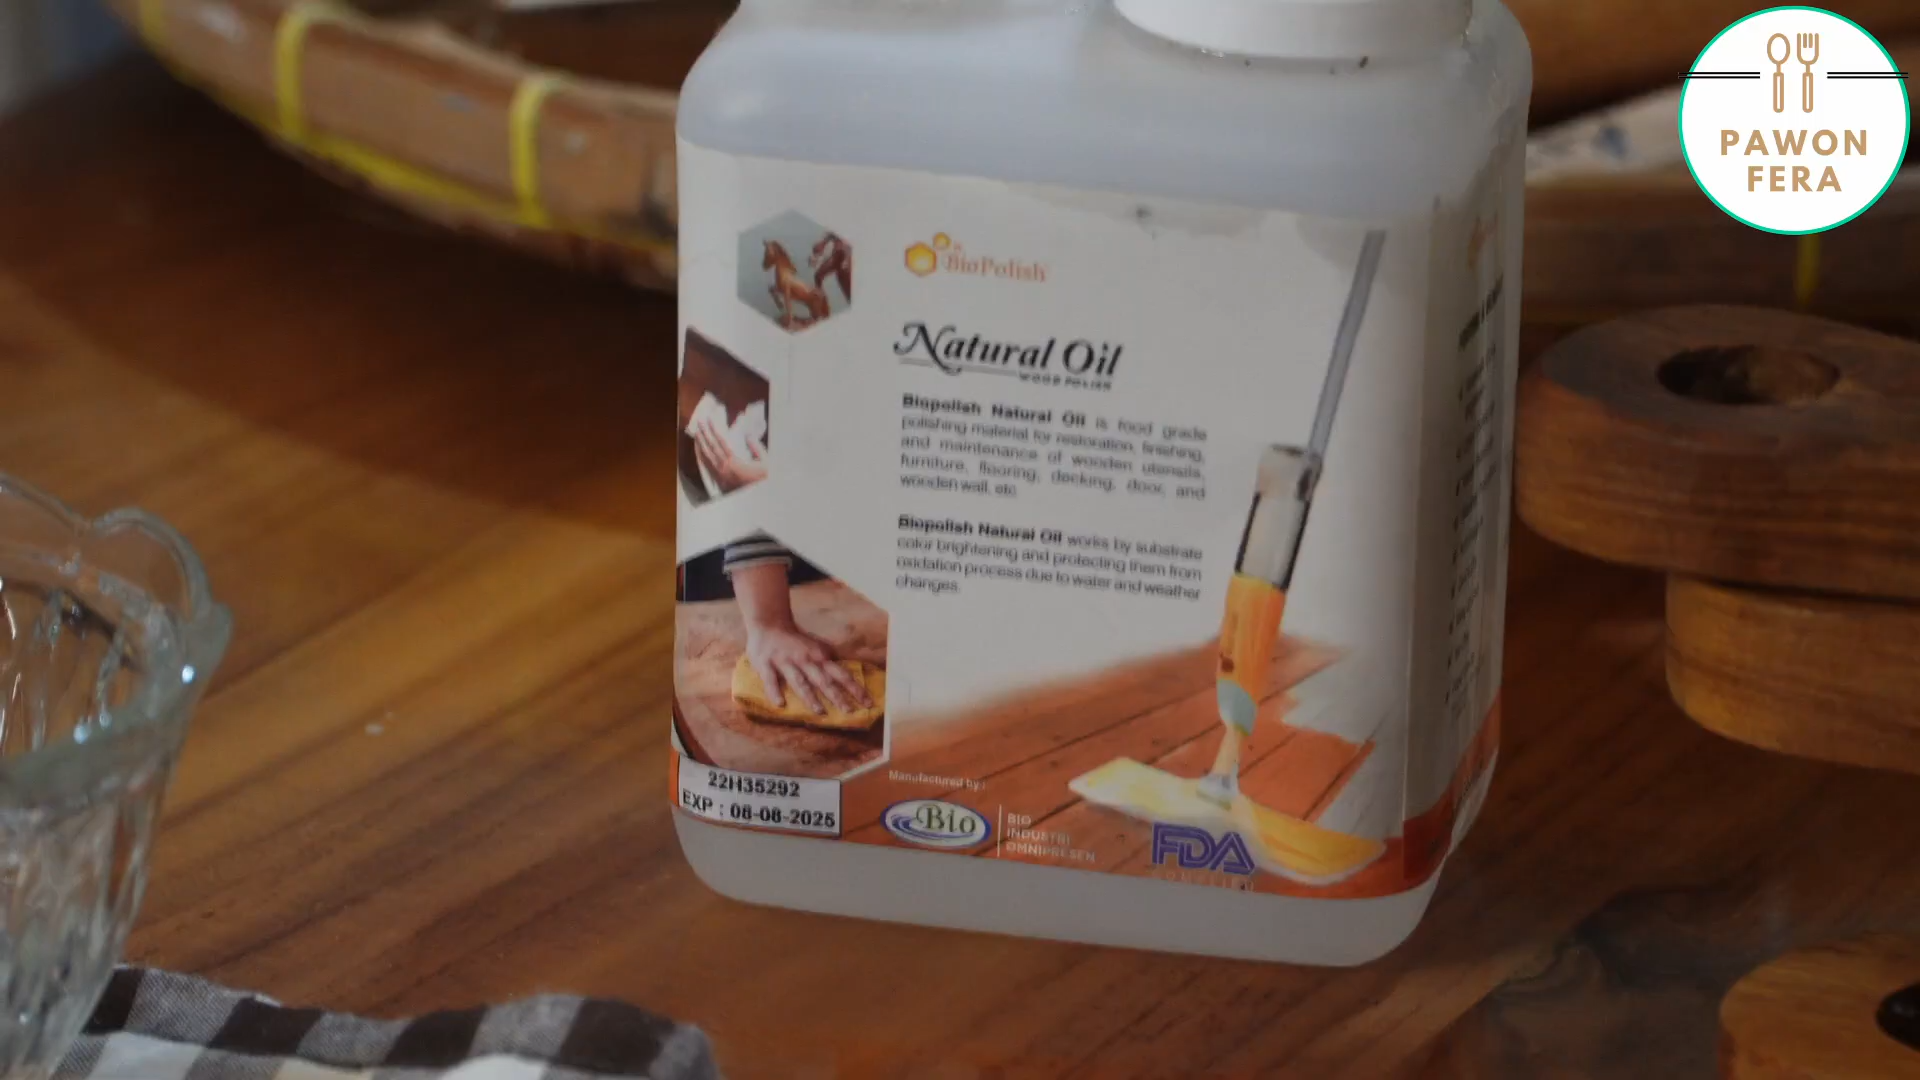 PAWON
FERA
BioPolish
Natural Oil
WOOD POLISH
Biopolish Natural Oil is food grade
polishing material for restoration, finishing,
and maintenance of wooden utensils,
furniture, flooring, decking, door, and
wooden wall, etc.
Biopolish Natural Oil works by substrate
color brightening and protecting them from
oxidation process due to water and weather
changes.
22H35292
EXP : 08-08-2025
Manufactured by :
Bio
BIO
INDUSTRI
OMNIPRESEN
FDA